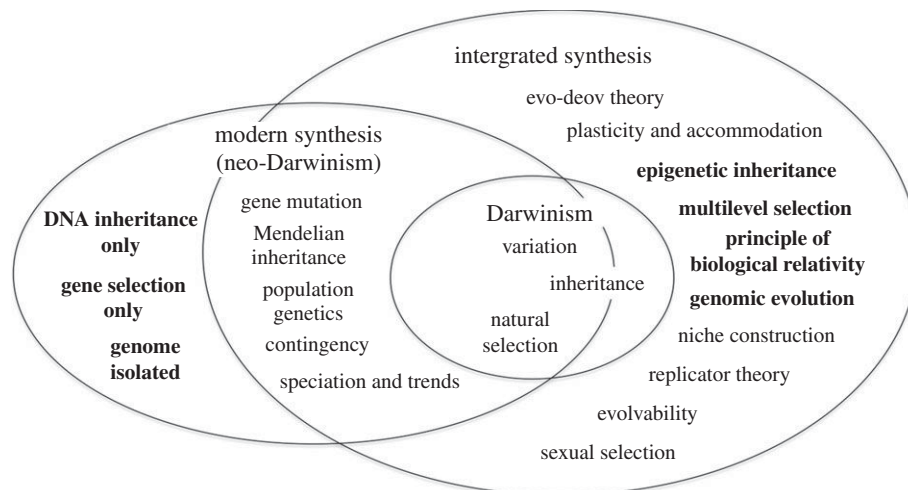 intergrated synthesis
evo-deov theory
plasticity and accommodation
epigenetic inheritance
multilevel selection
principle of
biological relativity
genomic evolution
niche construction
replicator theory
evolvability
sexual selection
modern synthesis
(neo-Darwinism)
gene mutation
Mendelian
inheritance
population
genetics
contingency
speciation and trends
DNA inheritance
only
gene selection
only
genome
isolated
Darwinism
variation
inheritance
natural
selection